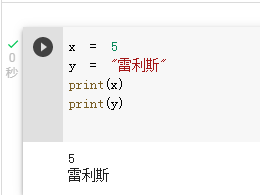 0
秒
x = 5
y = "雷利斯"
print(x)
print(y)
5
雷利斯